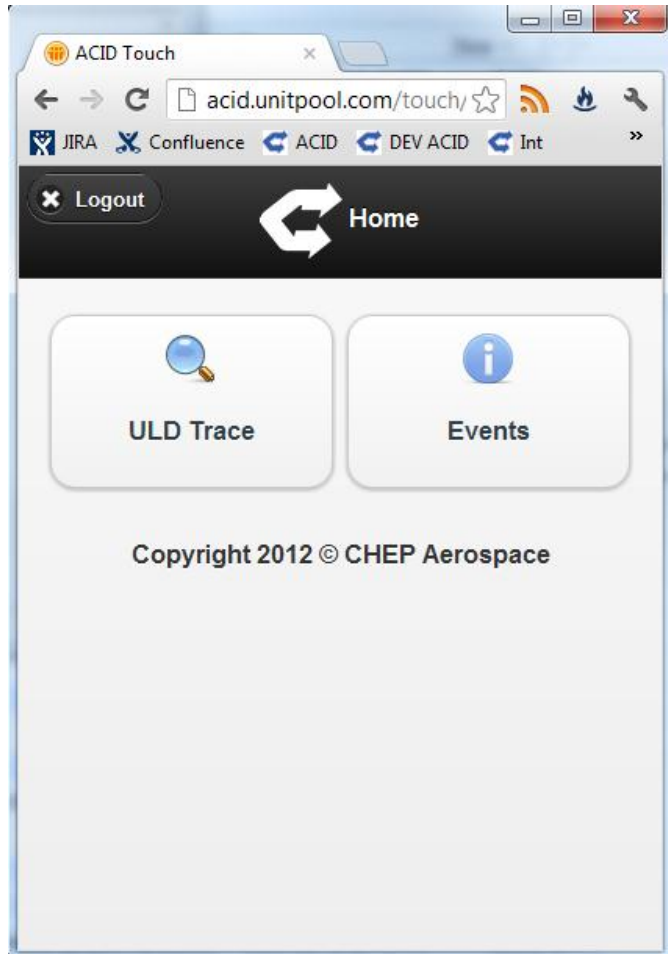 ACID Touch
acid.unitpool.com/touch/
JIRA Confluence ACID DEV ACID Int »
Logout
Home
ULD Trace Events
Copyright 2012 © CHEP Aerospace